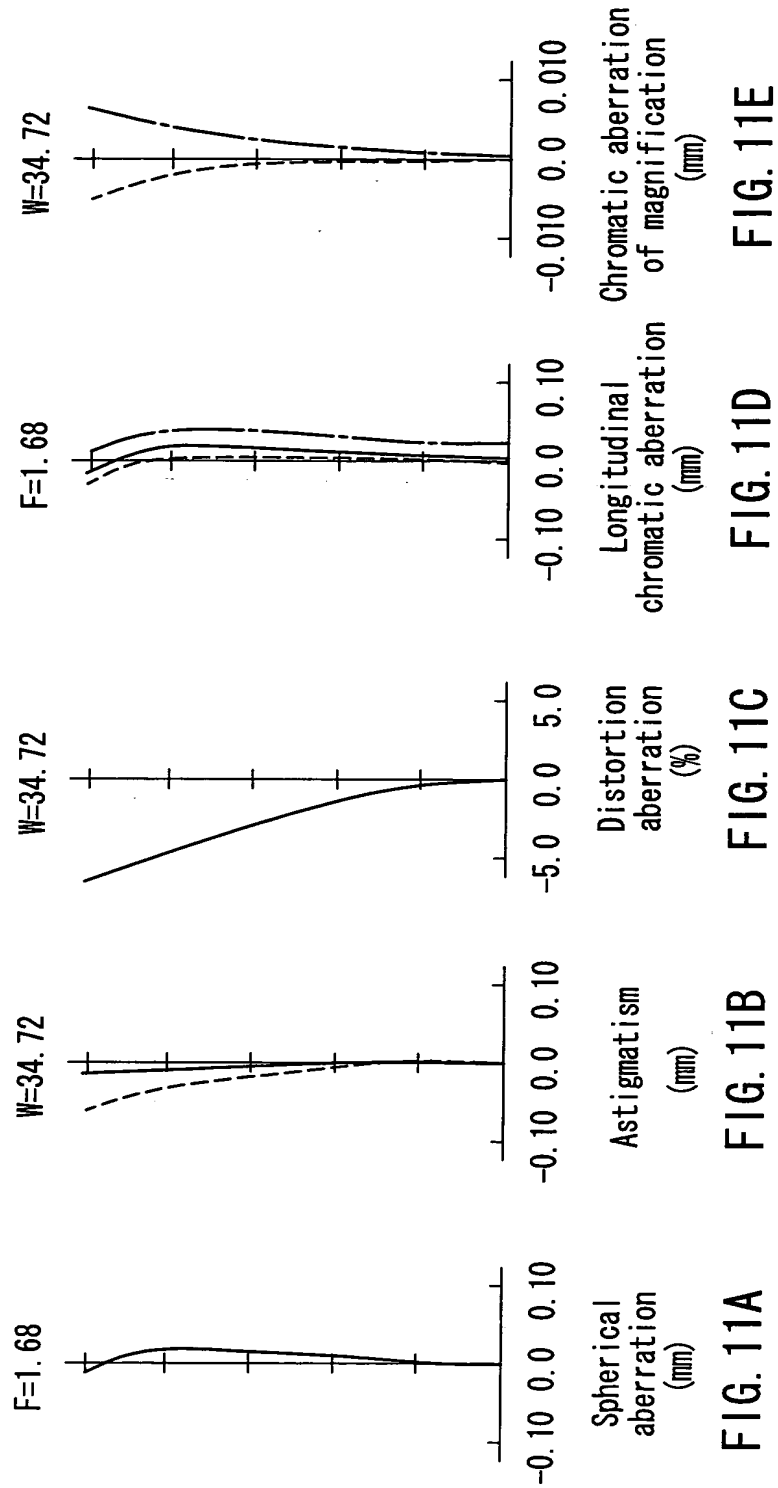 F=1.68
-0.10 0.0 0.10
Spherical
aberration
(mm)
FIG. 11A
W=34.72
-0.10 0.0 0.10
Astigmatism
(mm)
FIG. 11B
W=34.72
-5.0 0.0 5.0
Distortion
aberration
(%)
FIG. 11C
F=1.68
-0.10 0.0 0.10
Longitudinal
chromatic aberration
(mm)
FIG. 11D
W=34.72
-0.010 0.0 0.010
Chromatic aberration
of magnification
(mm)
FIG. 11E